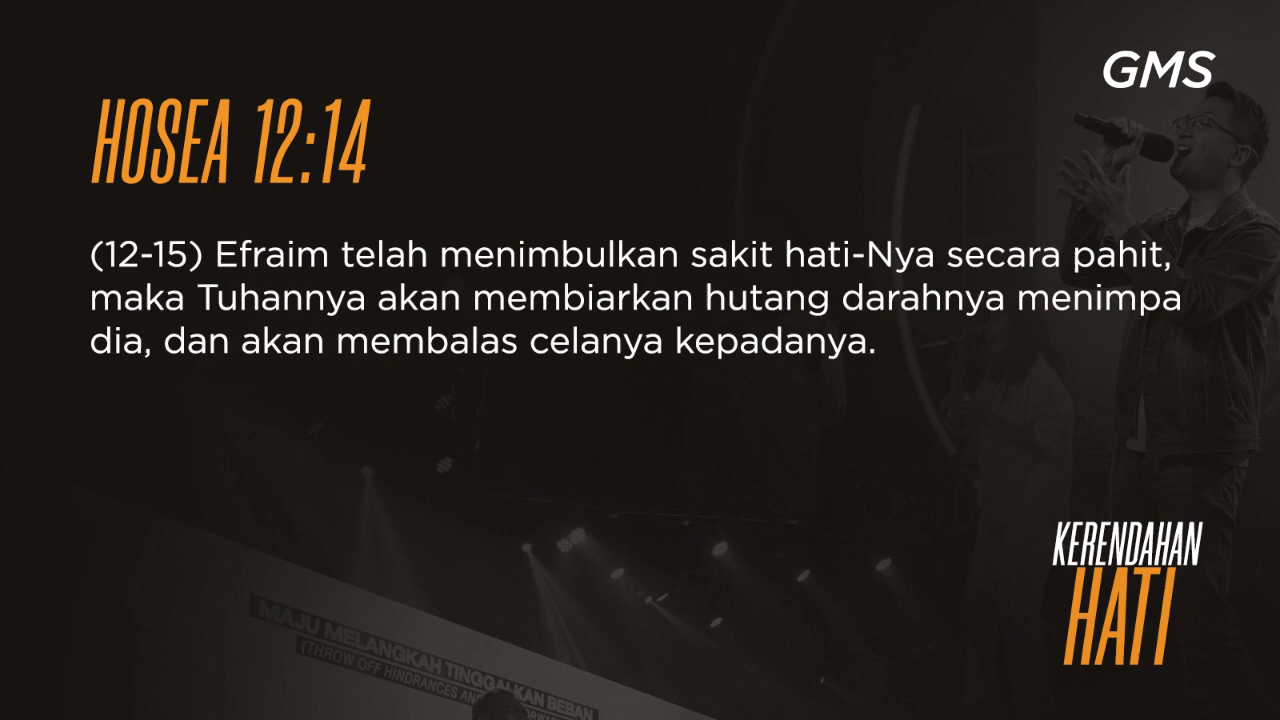 GMS
HOSEA 12:14
(12-15) Efraim telah menimbulkan sakit hati-Nya secara pahit,
maka Tuhannya akan membiarkan hutang darahnya menimpa
dia, dan akan membalas celanya kepadanya.
KERENDAHAN
HATI
MAJU MELANGKAH TINGGALKAN BEBAN
(THROW OFF HINDRANCES AND